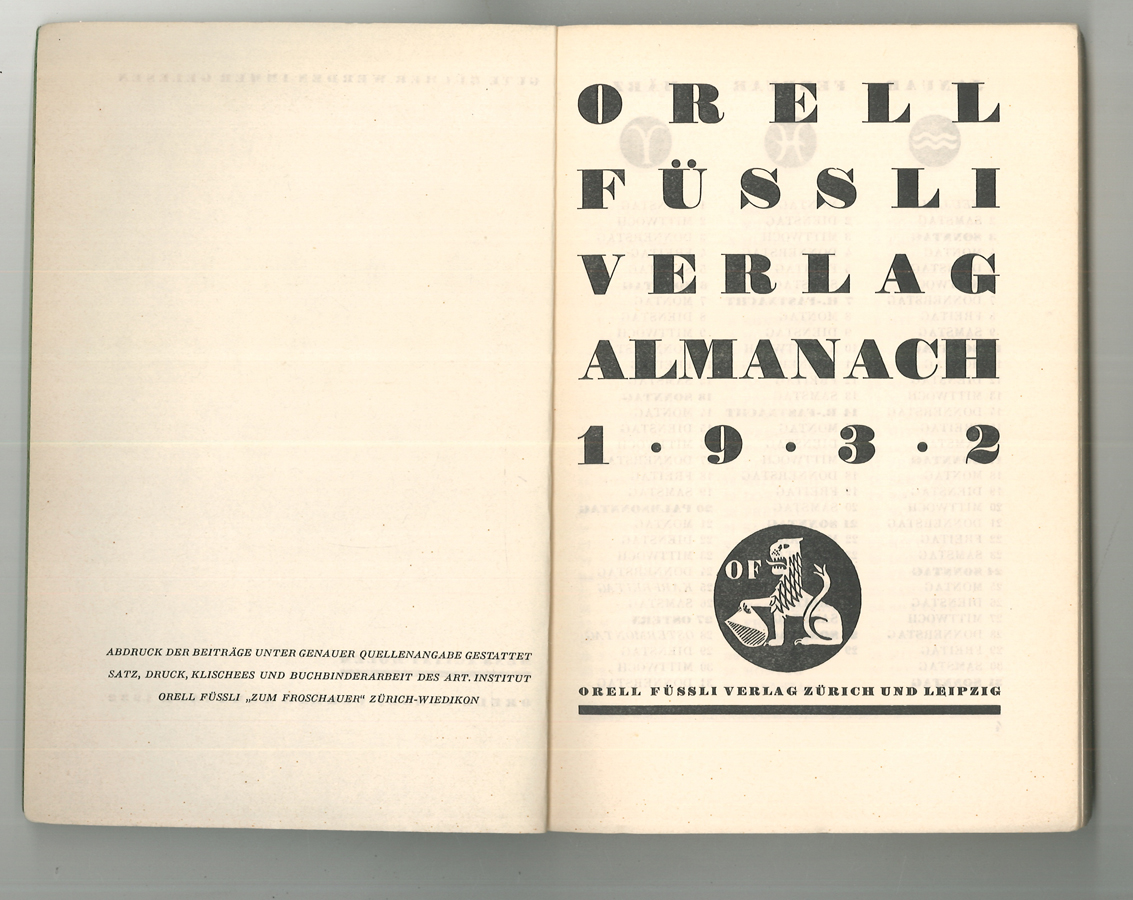 ABDRUCK DER BEITRÄGE UNTER GENAUER QUELLENANGABE GESTATTET
SATZ, DRUCK, KLISCHEES UND BUCHBINDERARBEIT DES ART. INSTITUT
ORELL FÜSSLI „ZUM FROSCHAUER“ ZÜRICH-WIEDIKON
ORELL
FÜSSLI
VERLAG
ALMANACH
1 · 9 · 3 · 2
OF
ORELL FÜSSLI VERLAG ZÜRICH UND LEIPZIG